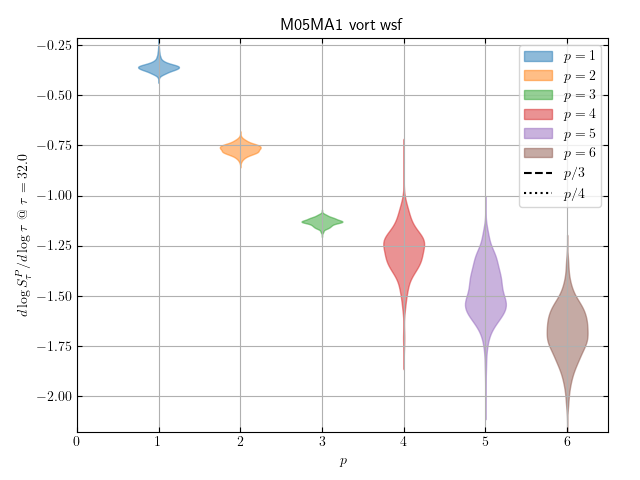 M05MA1 vort wsf
d log S_τ^P / d log τ @ τ = 32.0
−0.25
−0.50
−0.75
−1.00
−1.25
−1.50
−1.75
−2.00
0 1 2 3 4 5 6
p
p = 1
p = 2
p = 3
p = 4
p = 5
p = 6
p/3
p/4